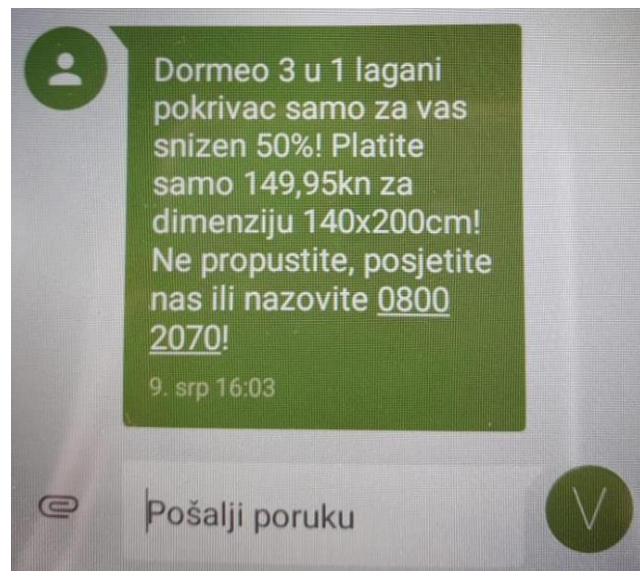 Dormeo 3 u 1 lagani
pokrivac samo za vas
snizen 50%! Platite
samo 149,95kn za
dimenziju 140x200cm!
Ne propustite, posjetite
nas ili nazovite 0800
2070!
9. srp 16:03
Pošalji poruku
V